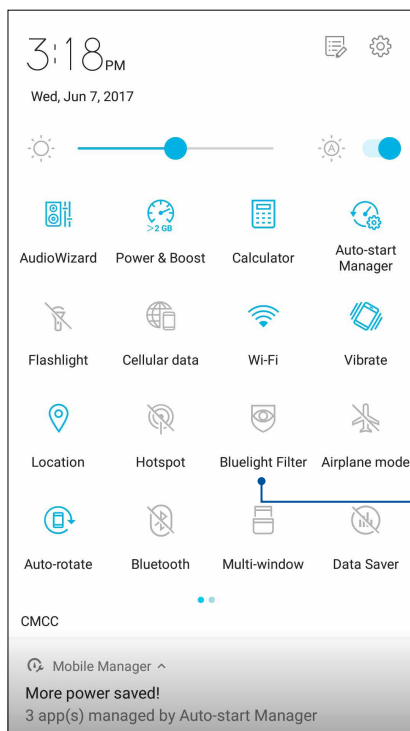 3:18PM
Wed, Jun 7, 2017
A
>2 GB
AudioWizard Power & Boost Calculator Auto-start
Manager
Flashlight Cellular data Wi-Fi Vibrate
Location Hotspot Bluelight Filter Airplane mode
Auto-rotate Bluetooth Multi-window Data Saver
CMCC
Mobile Manager
More power saved!
3 app(s) managed by Auto-start Manager